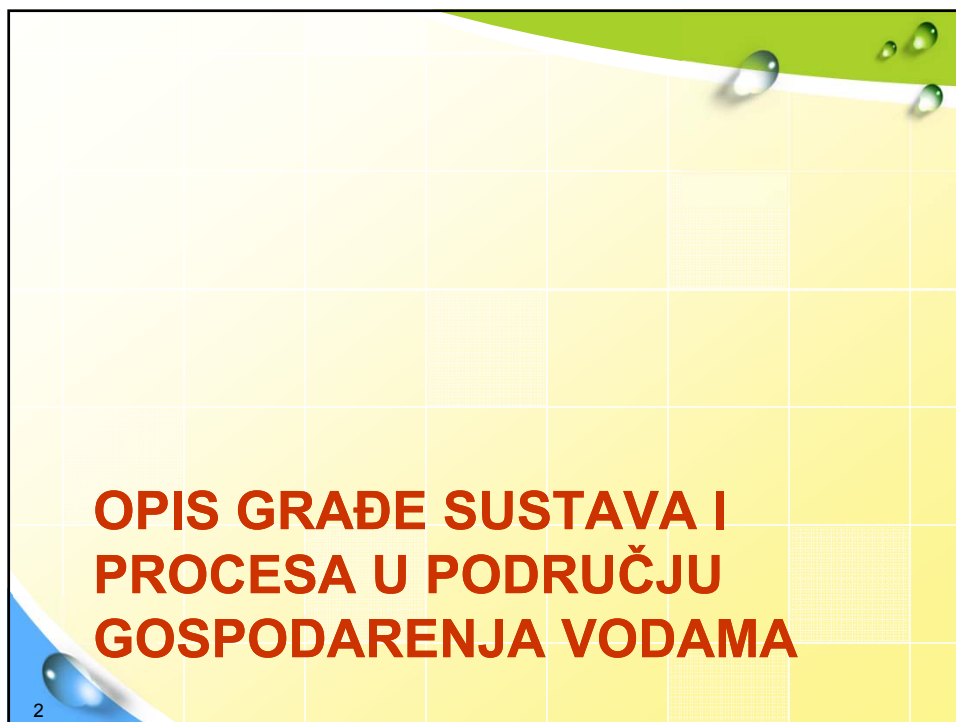 OPIS GRAĐE SUSTAVA I
PROCESA U PODRUČJU
GOSPODARENJA VODAMA
2